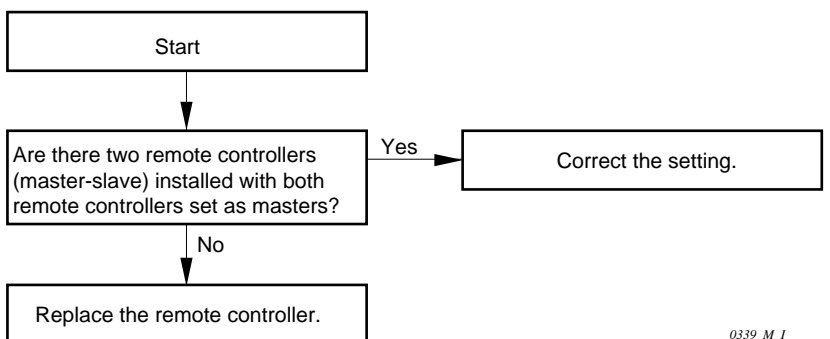 Start
Are there two remote controllers
(master-slave) installed with both
remote controllers set as masters?
Yes
Correct the setting.
No
Replace the remote controller.
0339_M_I